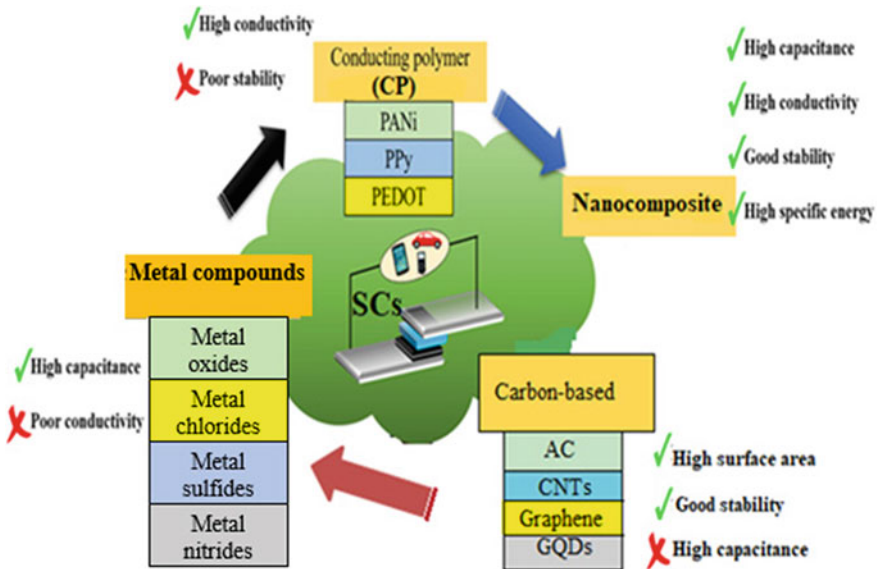 High conductivity
Poor stability
Conducting polymer
(CP)
PANi
PPy
PEDOT
High capacitance
High conductivity
Good stability
High specific energy
Nanocomposite
Metal compounds
Metal
oxides
Metal
chlorides
Metal
sulfides
Metal
nitrides
High capacitance
Poor conductivity
SCs
Carbon-based
AC
CNTs
Graphene
GQDs
High surface area
Good stability
High capacitance